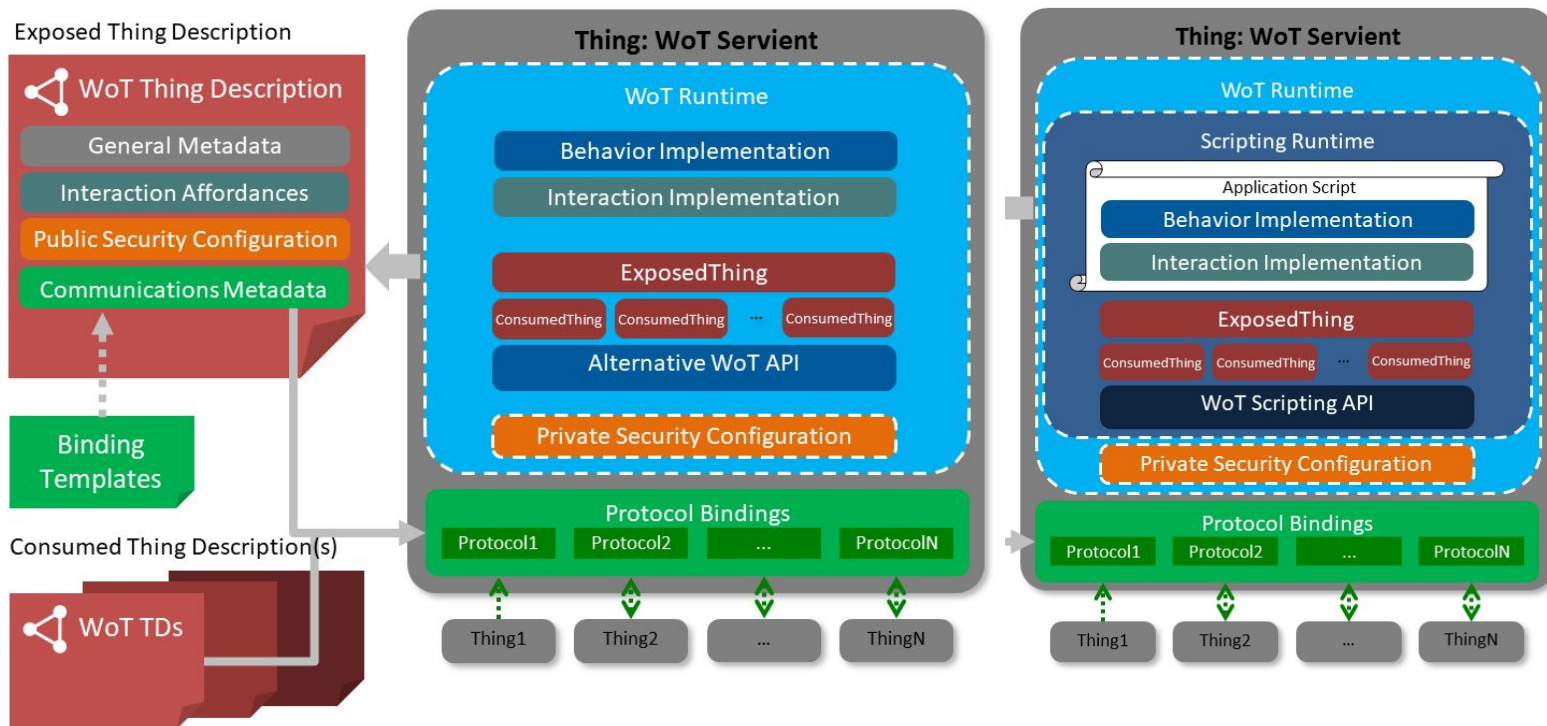 Exposed Thing Description
WoT Thing Description
General Metadata
Interaction Affordances
Public Security Configuration
Communications Metadata
Binding
Templates
Consumed Thing Description(s)
WoT TDs
Thing: WoT Servient
WoT Runtime
Behavior Implementation
Interaction Implementation
ExposedThing
ConsumedThing ConsumedThing ... ConsumedThing
Alternative WoT API
Private Security Configuration
Protocol Bindings
Protocol1 Protocol2 ... ProtocolN
Thing1 Thing2 ... ThingN
Thing: WoT Servient
WoT Runtime
Scripting Runtime
Application Script
Behavior Implementation
Interaction Implementation
ExposedThing
ConsumedThing ConsumedThing ... ConsumedThing
WoT Scripting API
Private Security Configuration
Protocol Bindings
Protocol1 Protocol2 ... ProtocolN
Thing1 Thing2 ... ThingN